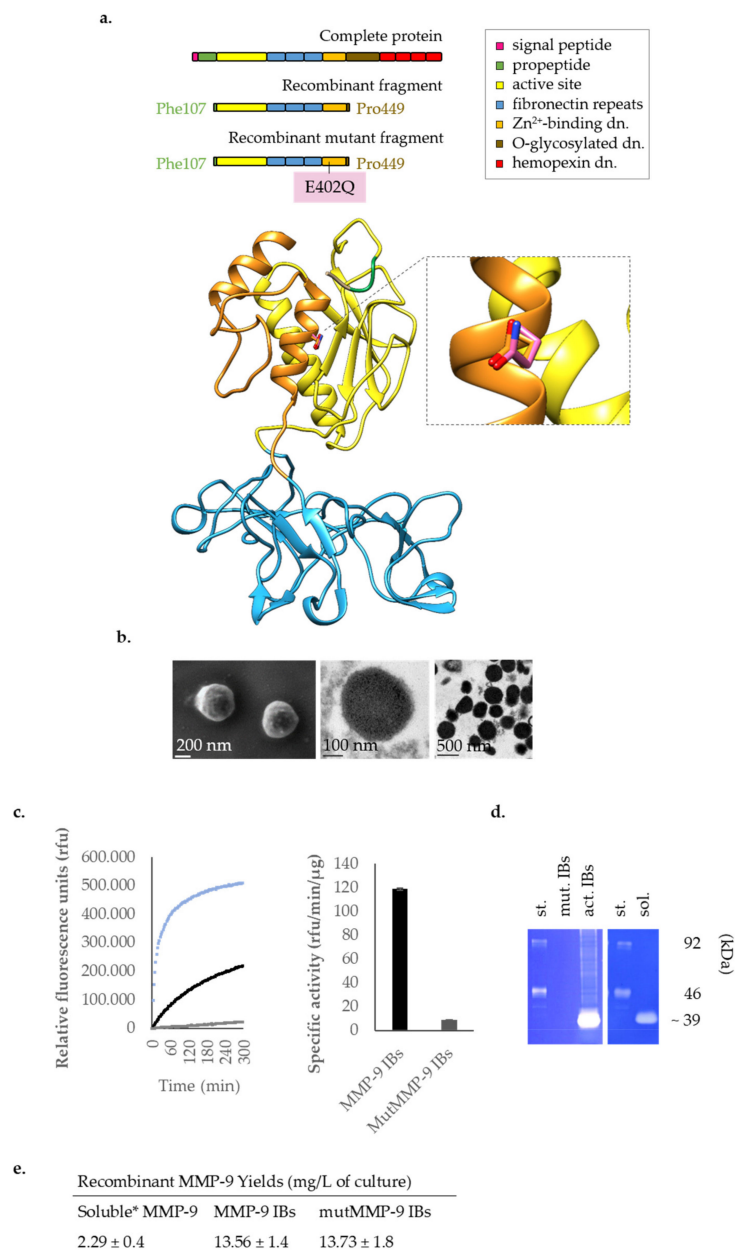 a.
Complete protein
Recombinant fragment
Phe107 Pro449
Recombinant mutant fragment
Phe107 Pro449
E402Q
signal peptide
propeptide
active site
fibronectin repeats
Zn²⁺-binding dn.
O-glycosylated dn.
hemopexin dn.
b.
200 nm 100 nm 500 nm
c.
Relative fluorescence units (rfu)
600.000
500.000
400.000
300.000
200.000
100.000
0
0 60 120 180 240 300
Time (min)
Specific activity (rfu/min/µg)
140
120
100
80
60
40
20
0
MMP-9 IBs
MutMMP-9 IBs
d.
st. mut. IBs act. IBs st. sol.
92
46
~ 39
(kDa)
e.
Recombinant MMP-9 Yields (mg/L of culture)
Soluble* MMP-9 MMP-9 IBs mutMMP-9 IBs
2.29 ± 0.4 13.56 ± 1.4 13.73 ± 1.8